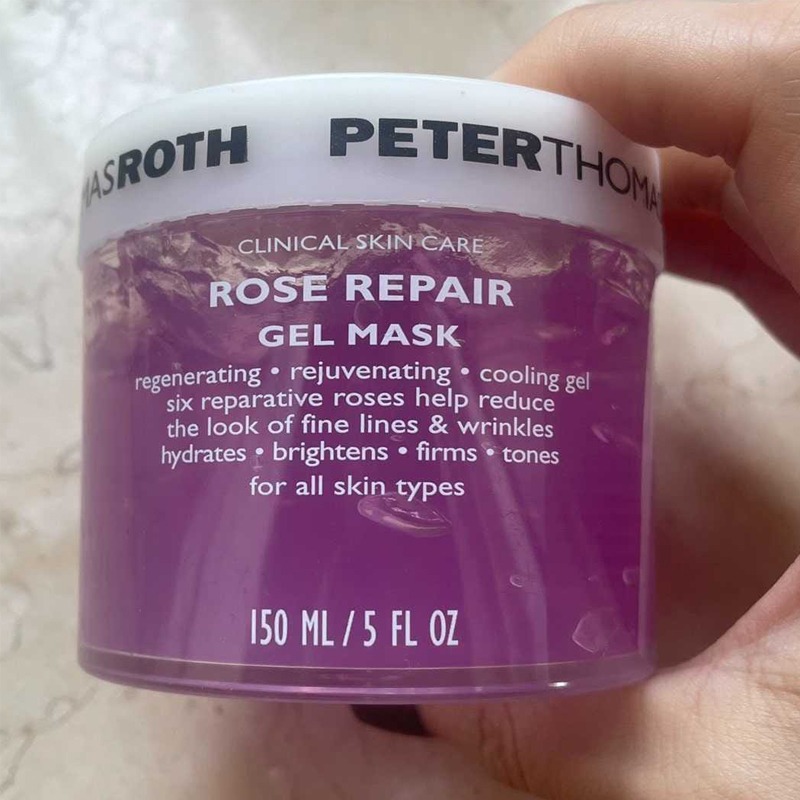 MASROTH PETERTHOMA
CLINICAL SKIN CARE
ROSE REPAIR
GEL MASK
regenerating • rejuvenating • cooling gel
six reparative roses help reduce
the look of fine lines & wrinkles
hydrates • brightens • firms • tones
for all skin types
150 ML / 5 FL OZ